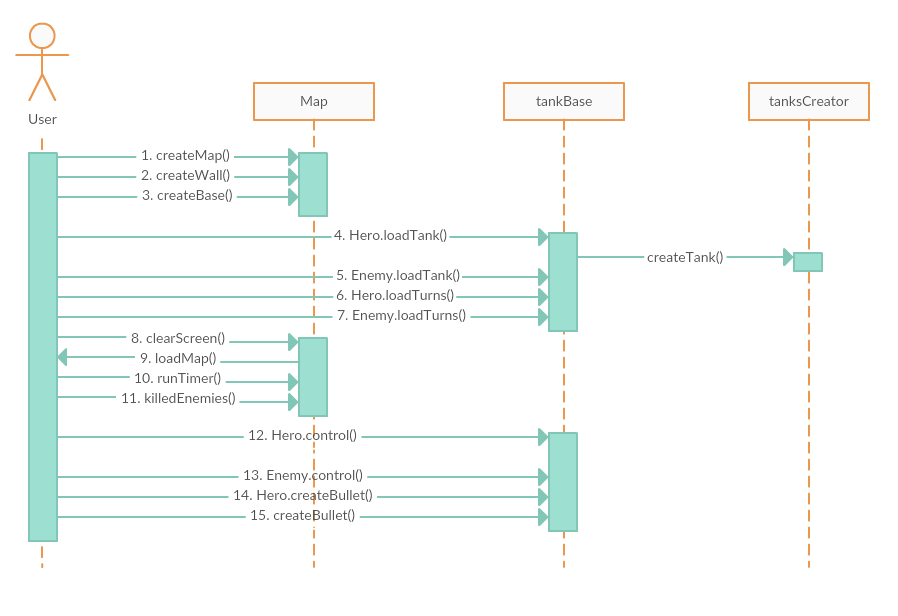 User
Map
tankBase
tanksCreator
1. createMap()
2. createWall()
3. createBase()
4. Hero.loadTank()
createTank()
5. Enemy.loadTank()
6. Hero.loadTurns()
7. Enemy.loadTurns()
8. clearScreen()
9. loadMap()
10. runTimer()
11. killedEnemies()
12. Hero.control()
13. Enemy.control()
14. Hero.createBullet()
15. createBullet()